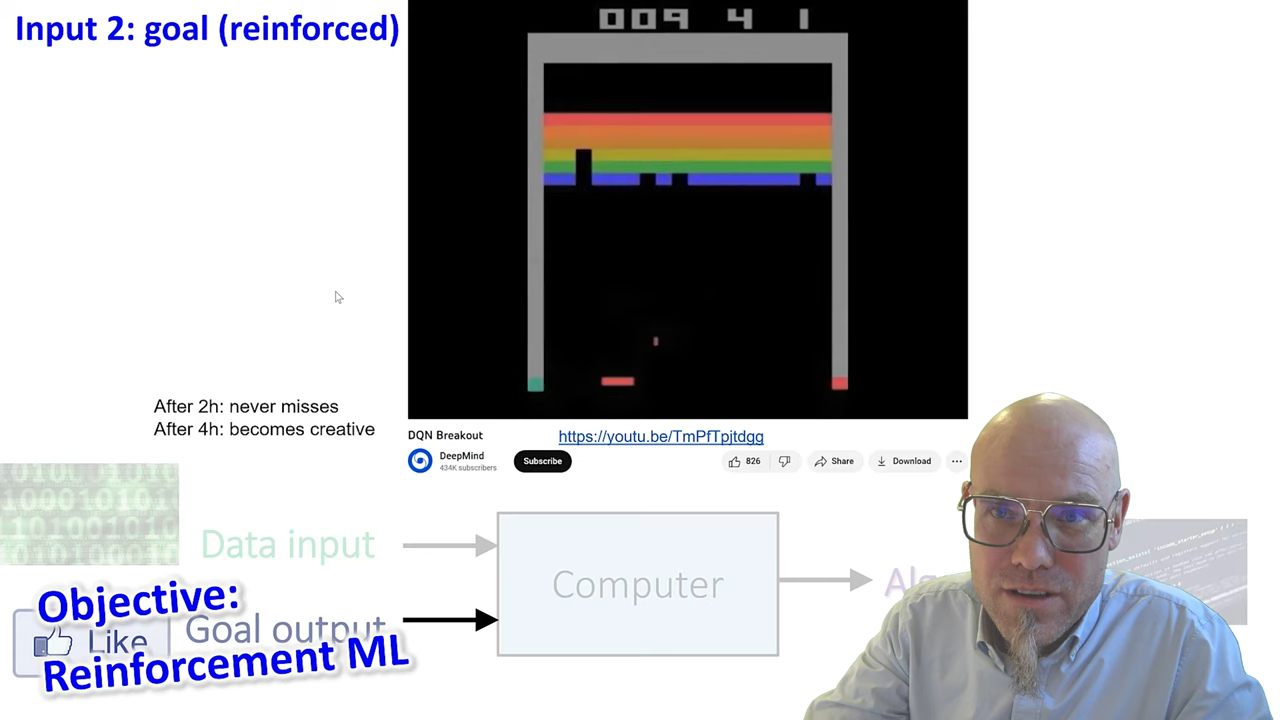 Input 2: goal (reinforced)
009 4 1
After 2h: never misses
After 4h: becomes creative
DQN Breakout
https://youtu.be/TmPfTpjtdgg
DeepMind
434K subscribers
Subscribe
826
Share
Download
Data input
Computer
Objective:
Like
Goal output
Reinforcement ML